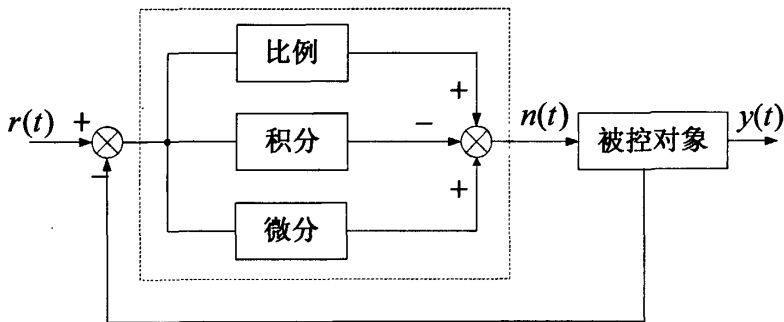 比例
r(t)
+
+
积分
−
n(t)
被控对象
y(t)
−
+
微分